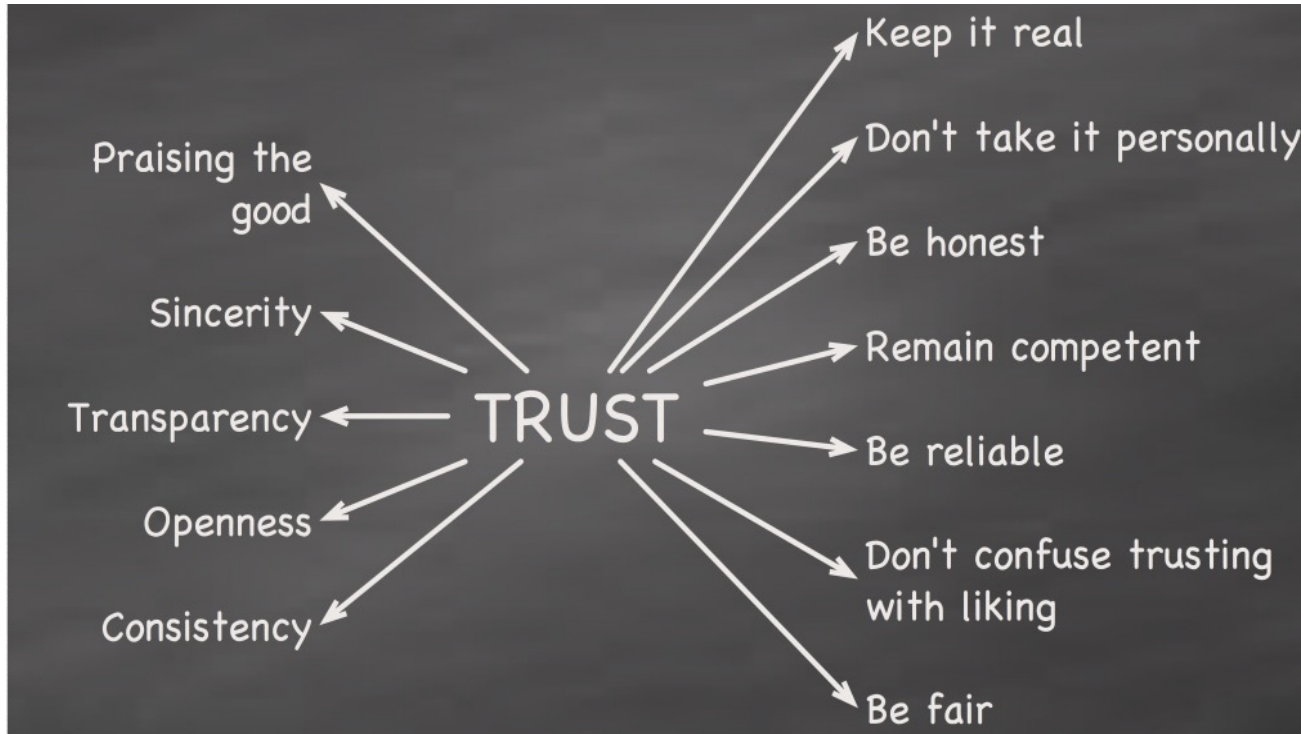 Praising the
good
Sincerity
Transparency
Openness
Consistency
TRUST
Keep it real
Don't take it personally
Be honest
Remain competent
Be reliable
Don't confuse trusting
with liking
Be fair